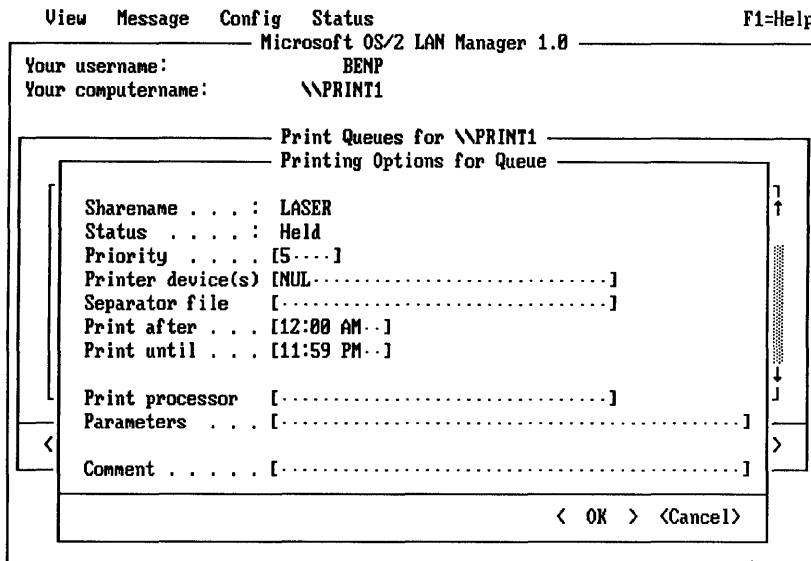 View Message Config Status F1=Help
Microsoft OS/2 LAN Manager 1.0
Your username: BENP
Your computername: \\PRINT1
Print Queues for \\PRINT1
Printing Options for Queue
Sharename . . . : LASER
Status . . . . : Held
Priority . . . . [5····]
Printer device(s) [NUL·····························]
Separator file [································]
Print after . . . [12:00 AM··]
Print until . . . [11:59 PM··]
Print processor [································]
Parameters . . . [············································]
Comment . . . . . [············································]
< OK > <Cancel>